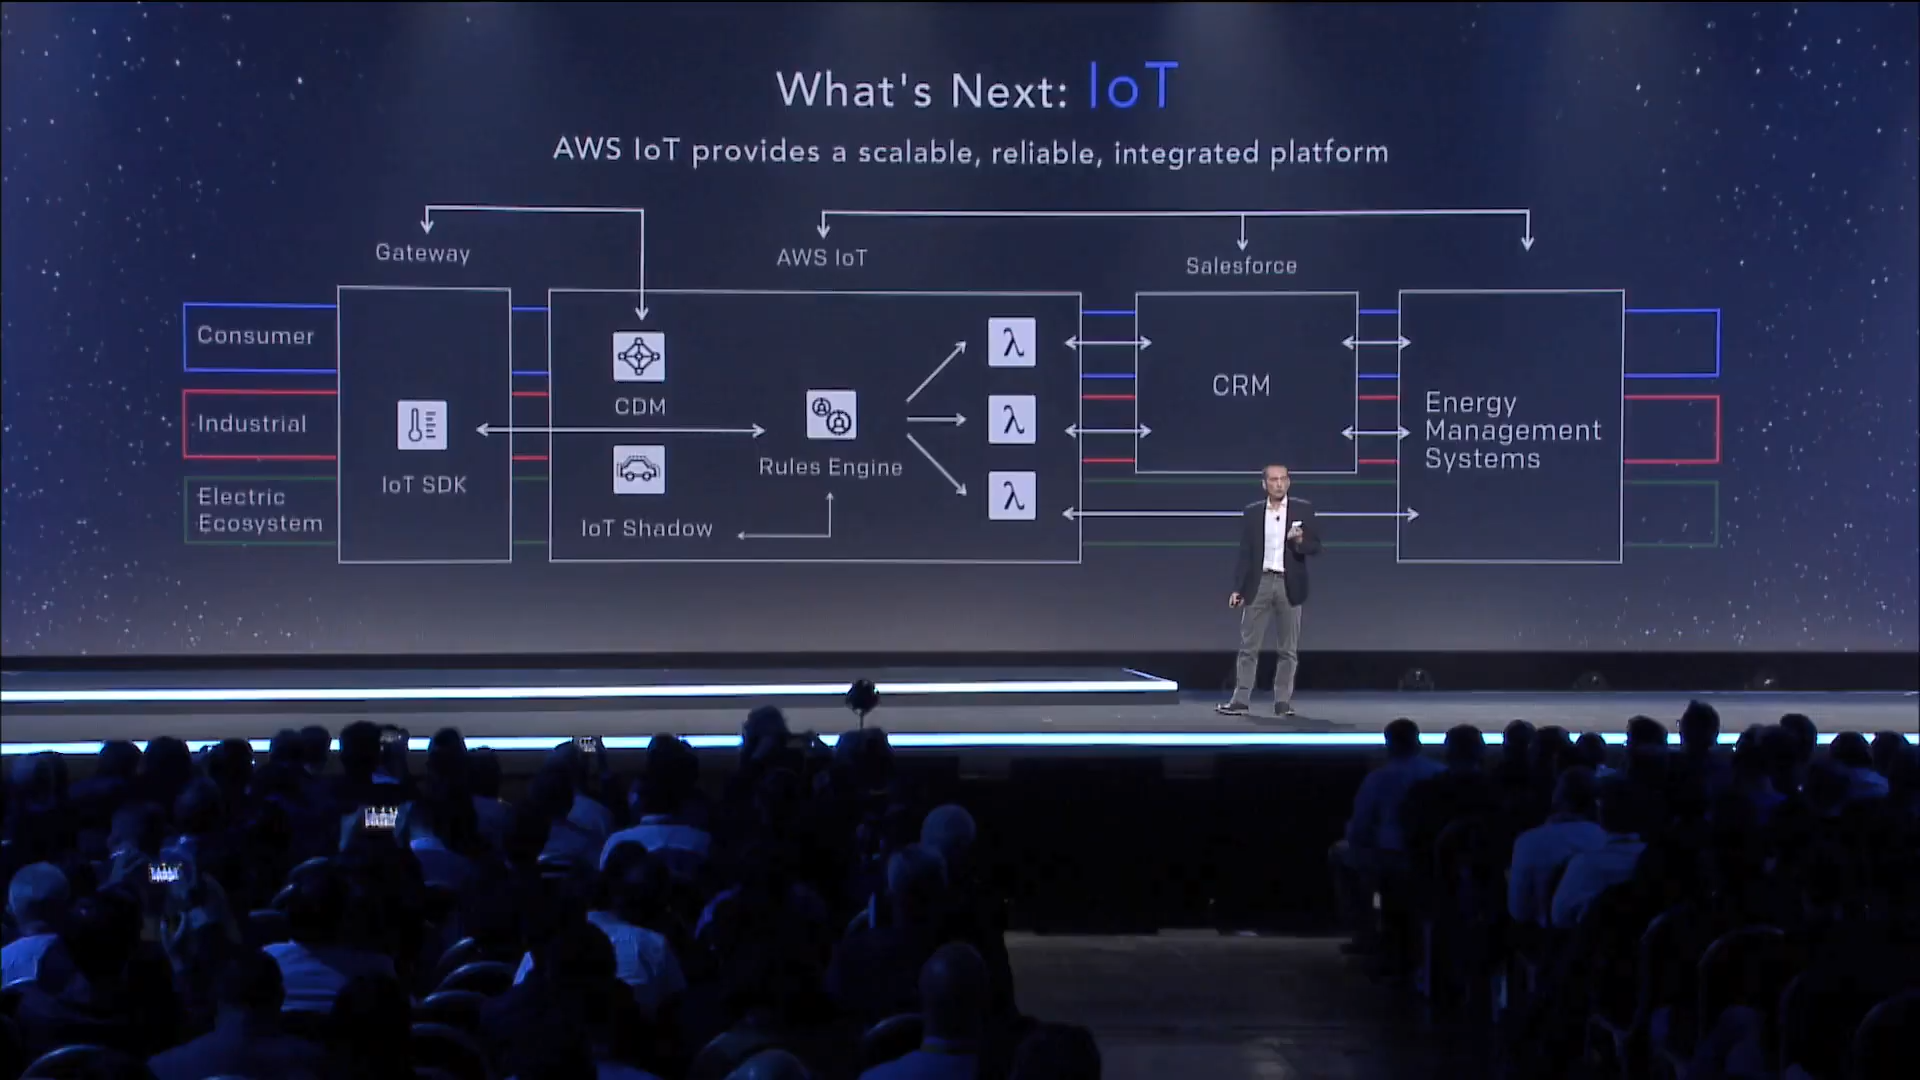 What's Next: IoT
AWS IoT provides a scalable, reliable, integrated platform
Gateway
AWS IoT
Salesforce
Consumer
Industrial
Electric
Ecosystem
IoT SDK
CDM
IoT Shadow
Rules Engine
λ
λ
λ
CRM
Energy
Management
Systems